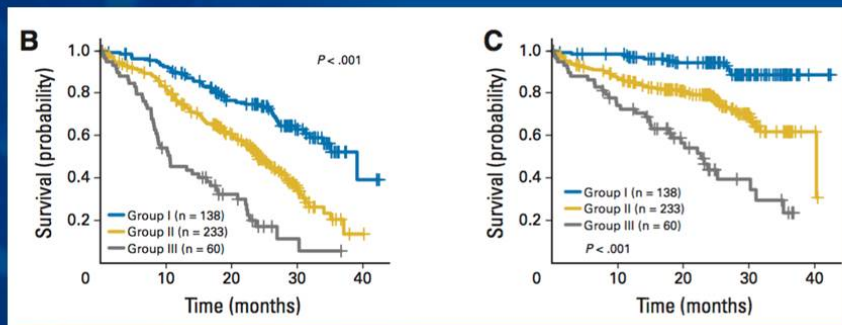 B
P < .001
1.0
0.8
0.6
0.4
0.2
0
Survival (probability)
Group I (n = 138)
Group II (n = 233)
Group III (n = 60)
10
20
30
40
Time (months)
C
1.0
0.8
0.6
0.4
0.2
0
Survival (probability)
Group I (n = 138)
Group II (n = 233)
Group III (n = 60)
P < .001
10
20
30
40
Time (months)